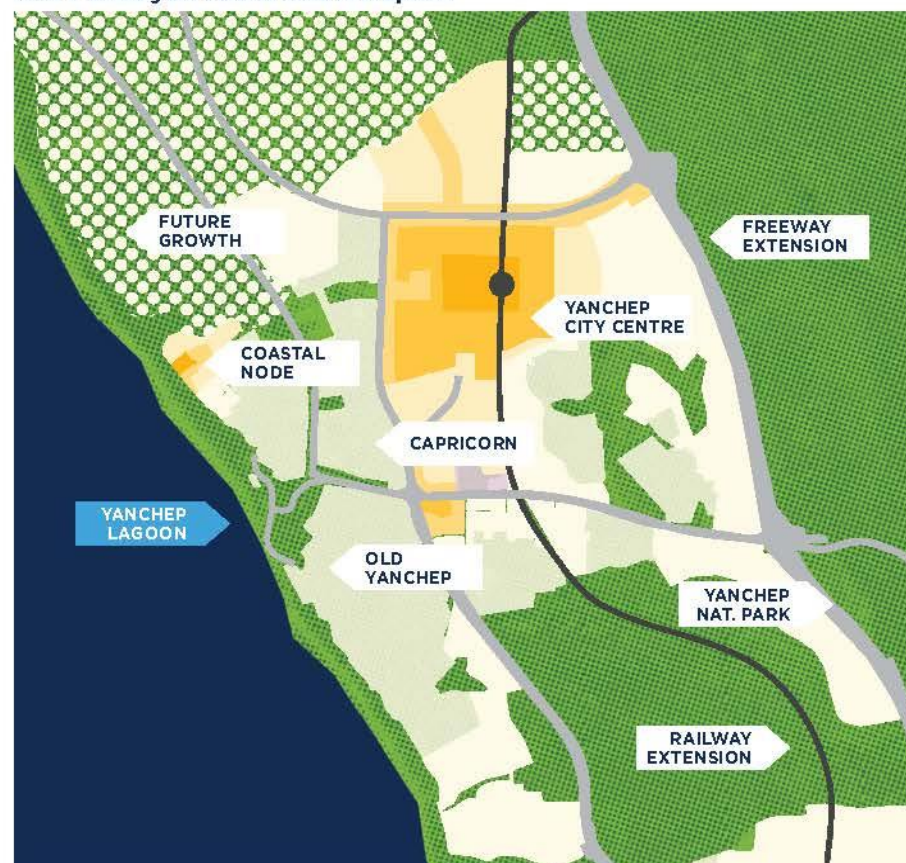 FUTURE
GROWTH
FREEWAY
EXTENSION
YANCHEP
CITY CENTRE
COASTAL
NODE
CAPRICORN
YANCHEP
LAGOON
OLD
YANCHEP
YANCHEP
NAT. PARK
RAILWAY
EXTENSION